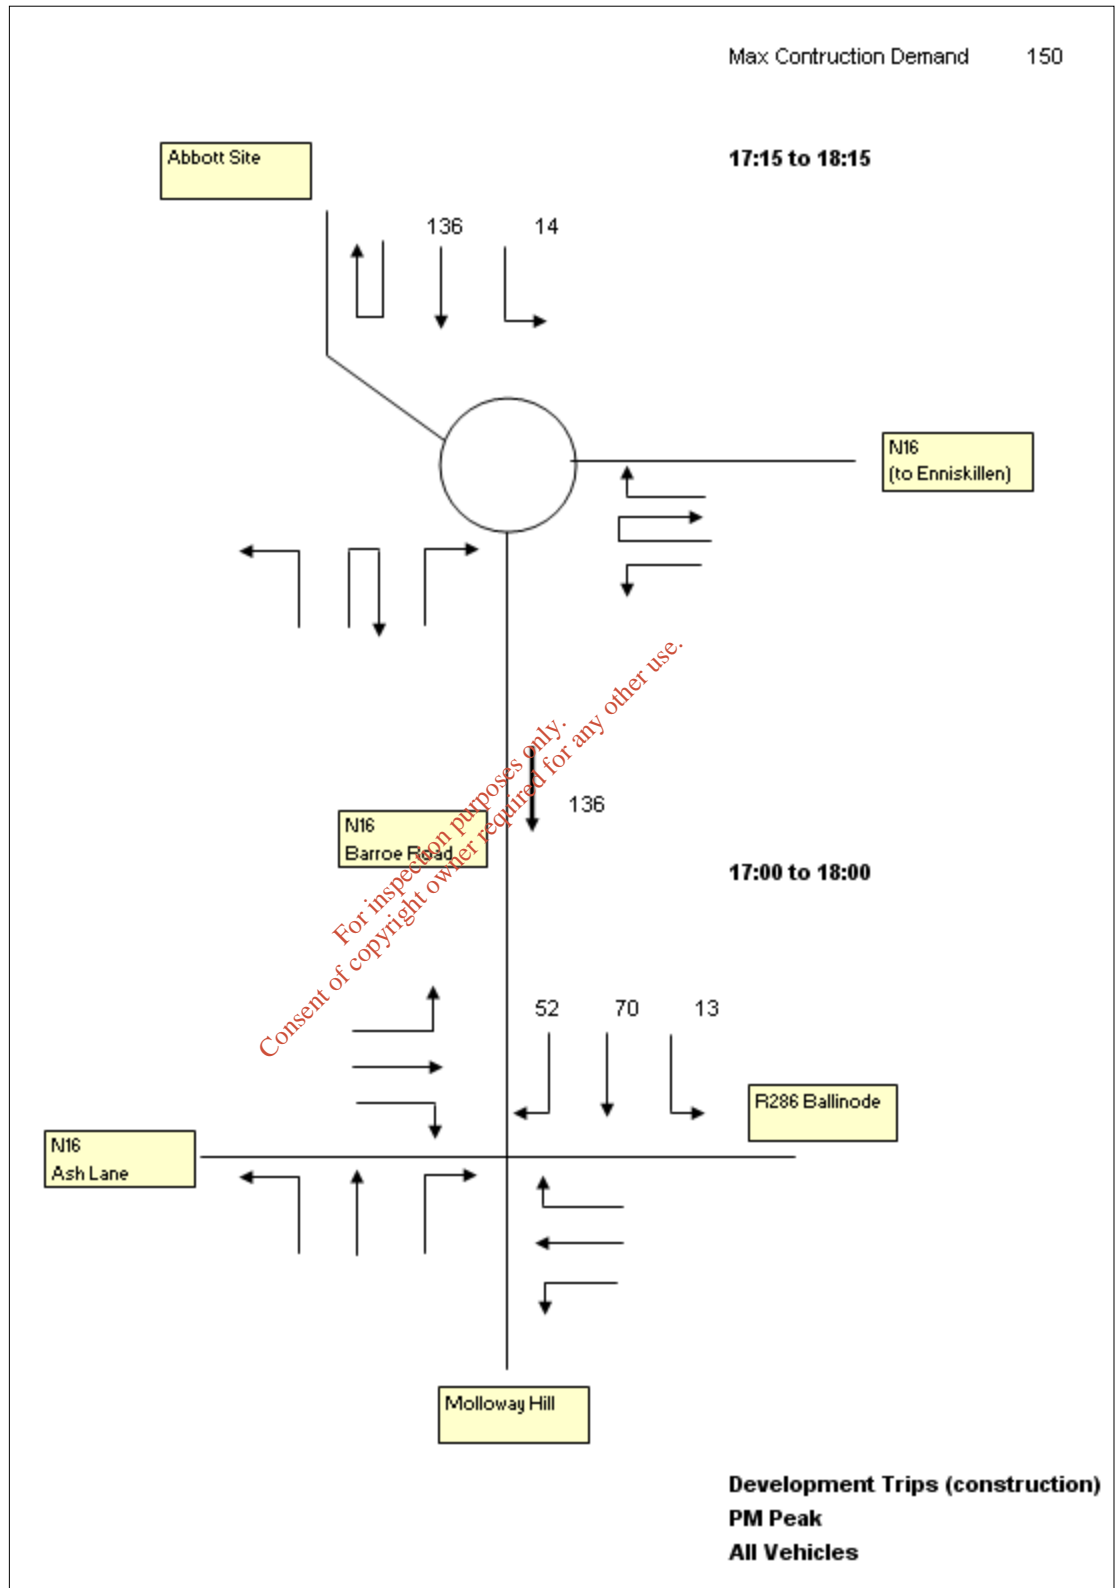 Max Contruction Demand 150
Abbott Site
17:15 to 18:15
136 14
N16
(to Enniskillen)
For inspection purposes only.
Consent of copyright owner required for any other use.
136
N16
Barroe Road
17:00 to 18:00
52 70 13
R286 Ballinode
N16
Ash Lane
Molloway Hill
Development Trips (construction)
PM Peak
All Vehicles